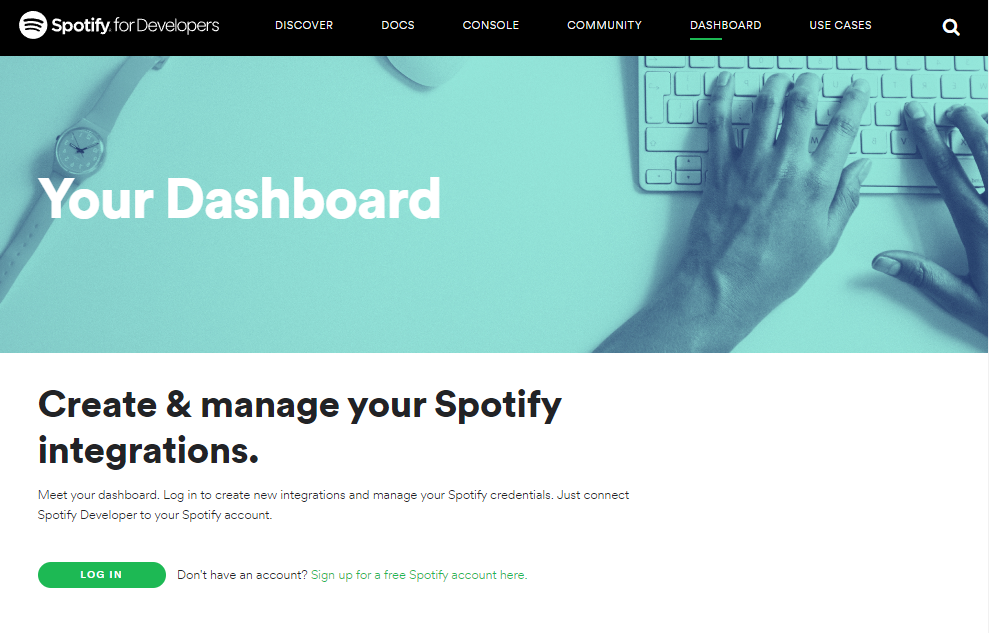 Spotify for Developers
DISCOVER
DOCS
CONSOLE
COMMUNITY
DASHBOARD
USE CASES
Your Dashboard
Create & manage your Spotify
integrations.
Meet your dashboard. Log in to create new integrations and manage your Spotify credentials. Just connect
Spotify Developer to your Spotify account.
LOG IN
Don't have an account? Sign up for a free Spotify account here.